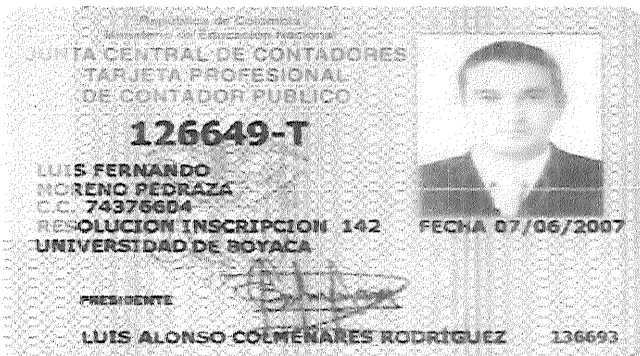 República de Colombia
Ministerio de Educación Nacional
JUNTA CENTRAL DE CONTADORES
TARJETA PROFESIONAL
DE CONTADOR PUBLICO
126649-T
LUIS FERNANDO
MORENO PEDRAZA
C.C. 74376604
RESOLUCION INSCRIPCION 142 FECHA 07/06/2007
UNIVERSIDAD DE BOYACA
PRESIDENTE
LUIS ALONSO COLMENARES RODRÍGUEZ 136693